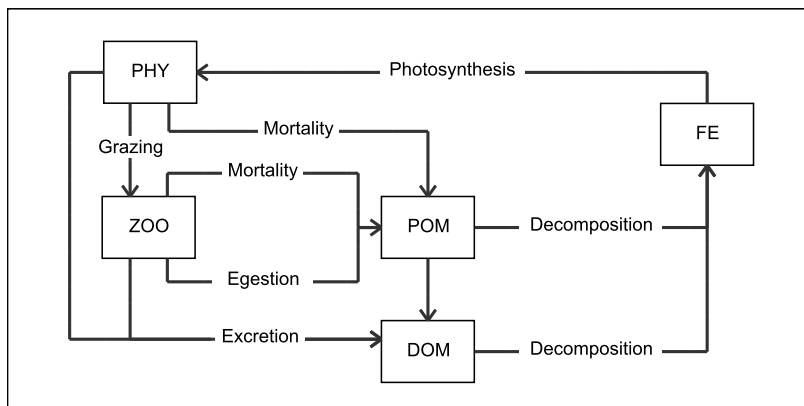 PHY
Photosynthesis
FE
Mortality
Grazing
Mortality
ZOO
POM
Decomposition
Egestion
Excretion
DOM
Decomposition